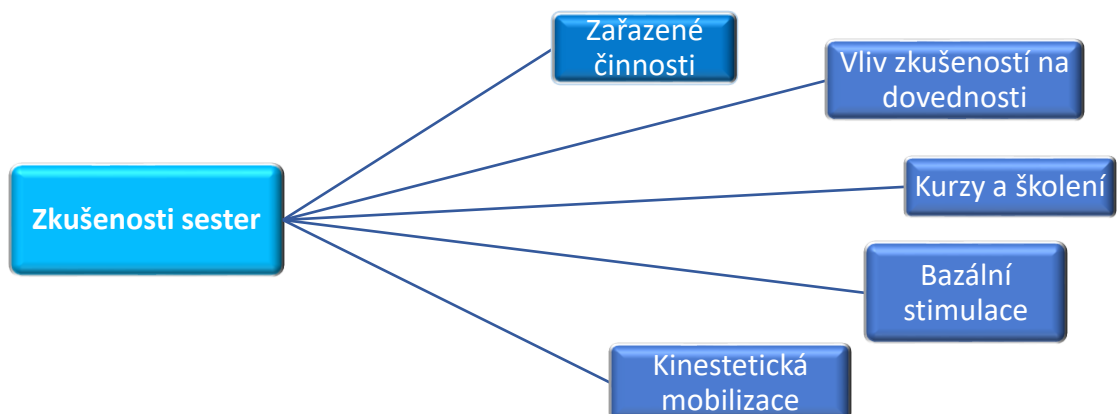 Zařazené
činnosti
Vliv zkušeností na
dovednosti
Kurzy a školení
Zkušenosti sester
Bazální
stimulace
Kinestetická
mobilizace